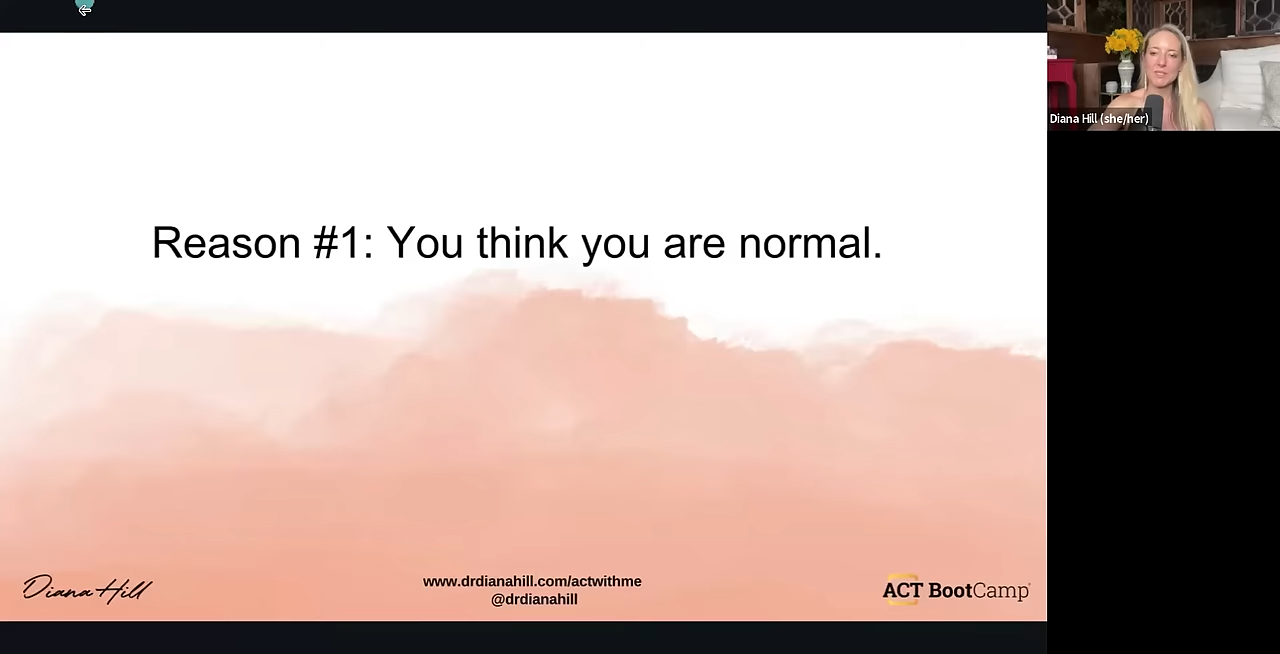 Diana Hill (she/her)
Reason #1: You think you are normal.
Diana Hill
www.drdianahill.com/actwithme
@drdianahill
ACT BootCamp